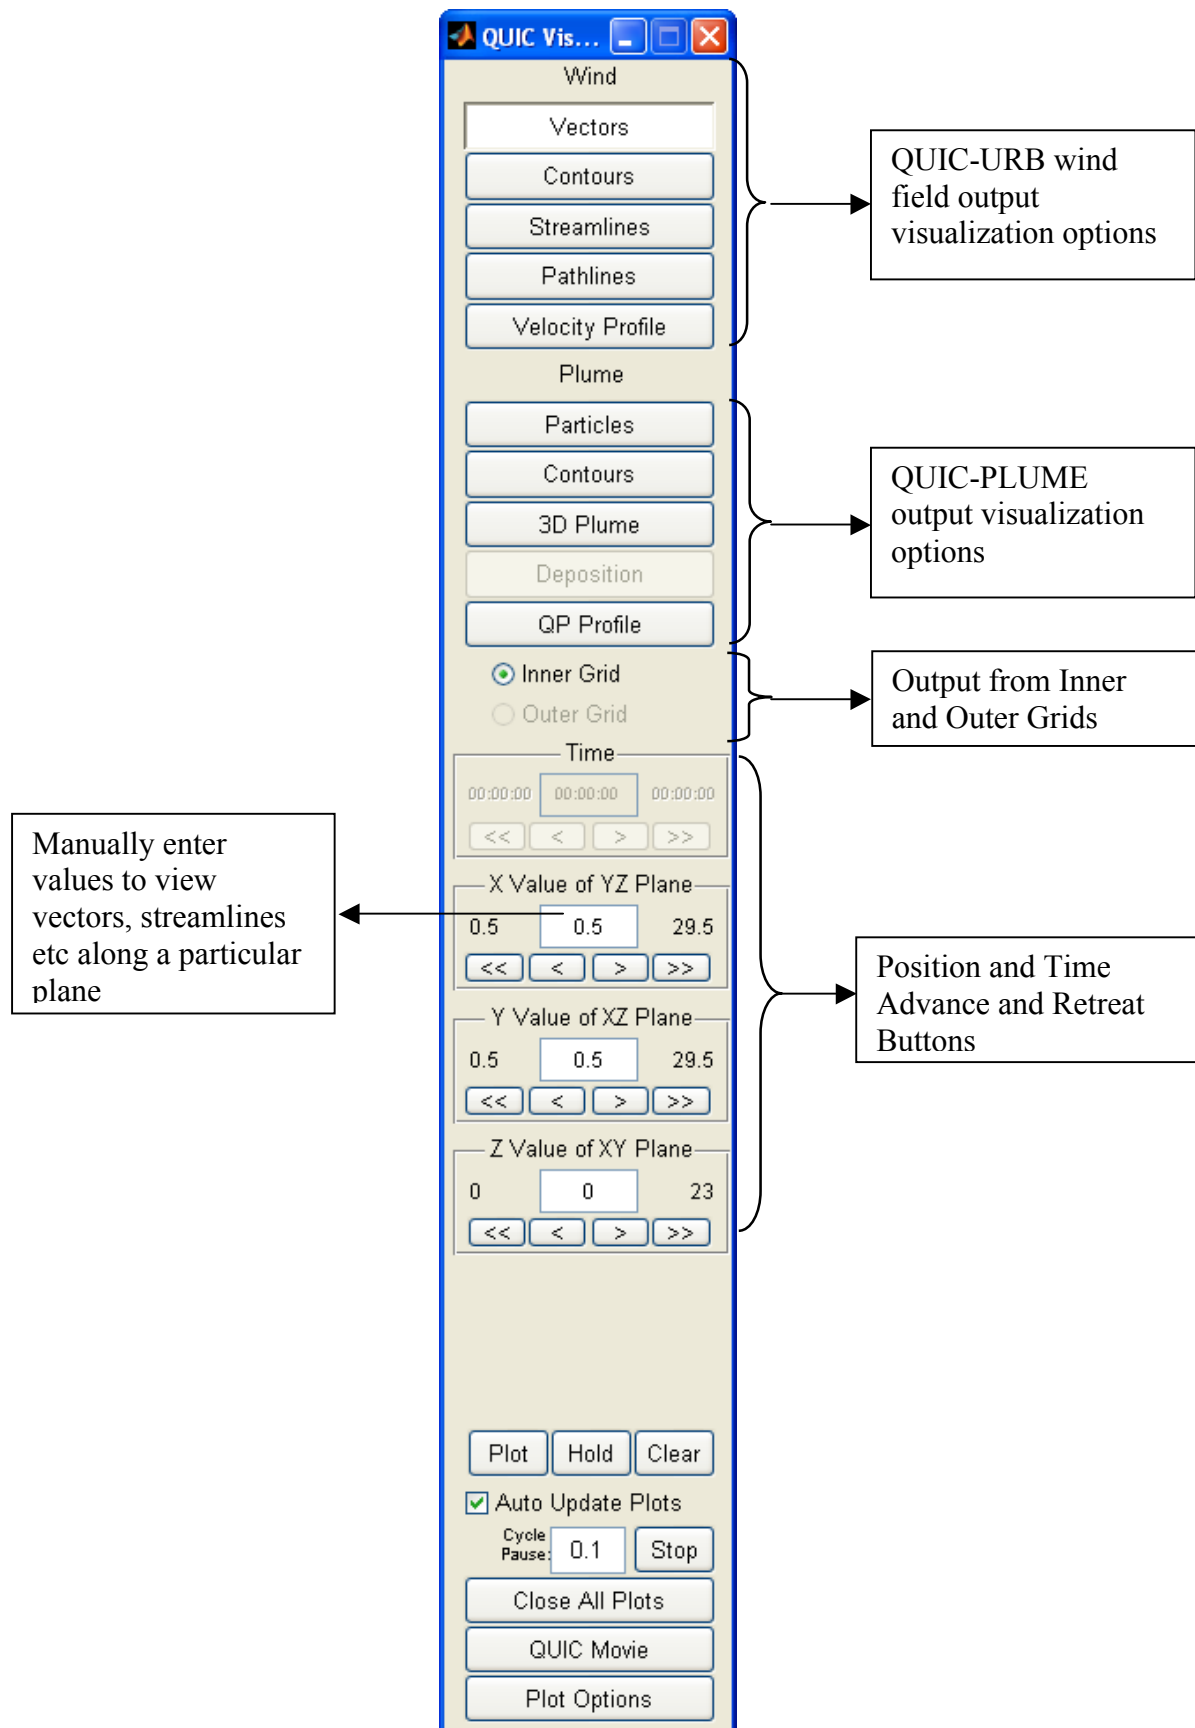 QUIC Vis...
Wind
Vectors
Contours
Streamlines
Pathlines
Velocity Profile
QUIC-URB wind
field output
visualization options
Plume
Particles
Contours
3D Plume
Deposition
QP Profile
QUIC-PLUME
output visualization
options
Inner Grid
Outer Grid
Output from Inner
and Outer Grids
Time
00:00:00 00:00:00 00:00:00
<< < > >>
Manually enter
values to view
vectors, streamlines
etc along a particular
plane
X Value of YZ Plane
0.5 0.5 29.5
<< < > >>
Position and Time
Advance and Retreat
Buttons
Y Value of XZ Plane
0.5 0.5 29.5
<< < > >>
Z Value of XY Plane
0 0 23
<< < > >>
Plot Hold Clear
Auto Update Plots
Cycle
Pause: 0.1 Stop
Close All Plots
QUIC Movie
Plot Options